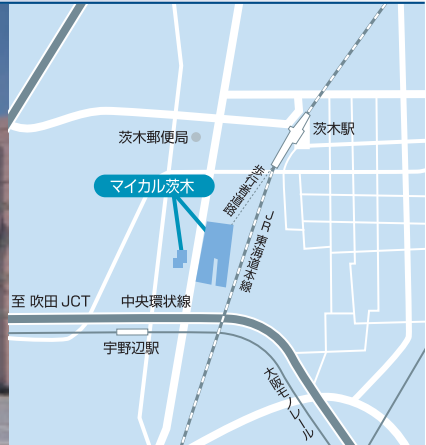 茨木駅
茨木郵便局
マイカル茨木
歩行者道路
JR東海道本線
至 吹田 JCT
中央環状線
宇野辺駅
大阪モノレール